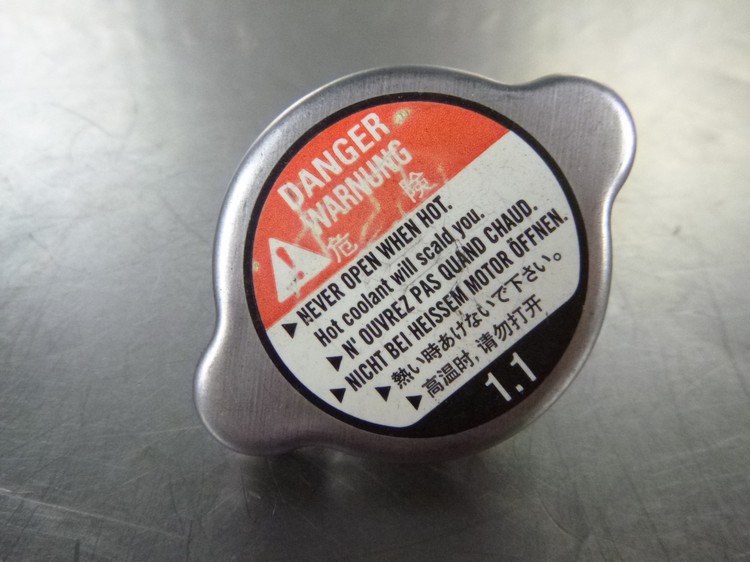 DANGER
WARNUNG
危険
▶NEVER OPEN WHEN HOT.
Hot coolant will scald you.
▶N' OUVREZ PAS QUAND CHAUD.
▶NICHT BEI HEISSEM MOTOR ÖFFNEN.
▶熱い時あけないで下さい。
▶高温时,请勿打开
1.1